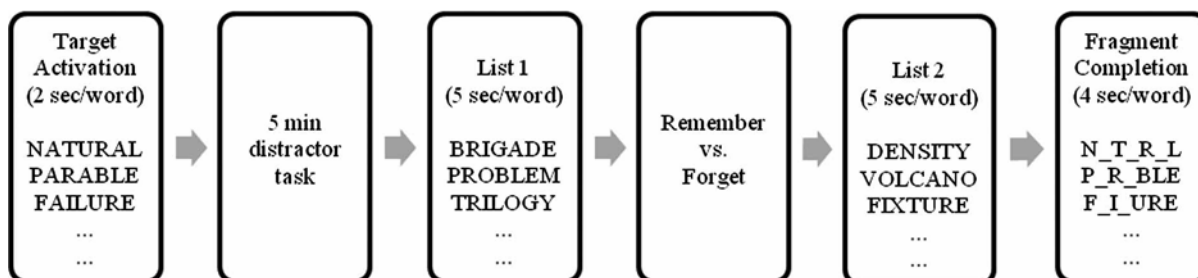 Target
Activation
(2 sec/word)
NATURAL
PARABLE
FAILURE
...
...
5 min
distractor
task
List 1
(5 sec/word)
BRIGADE
PROBLEM
TRILOGY
...
...
Remember
vs.
Forget
List 2
(5 sec/word)
DENSITY
VOLCANO
FIXTURE
...
...
Fragment
Completion
(4 sec/word)
N_T_R_L
P_R_BLE
F_I_URE
...
...